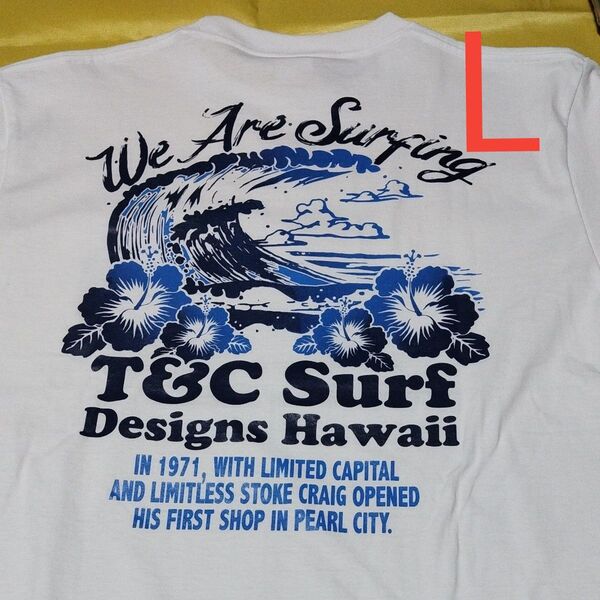 L
We Are Surfing
T&C Surf
Designs Hawaii
IN 1971, WITH LIMITED CAPITAL
AND LIMITLESS STOKE CRAIG OPENED
HIS FIRST SHOP IN PEARL CITY.